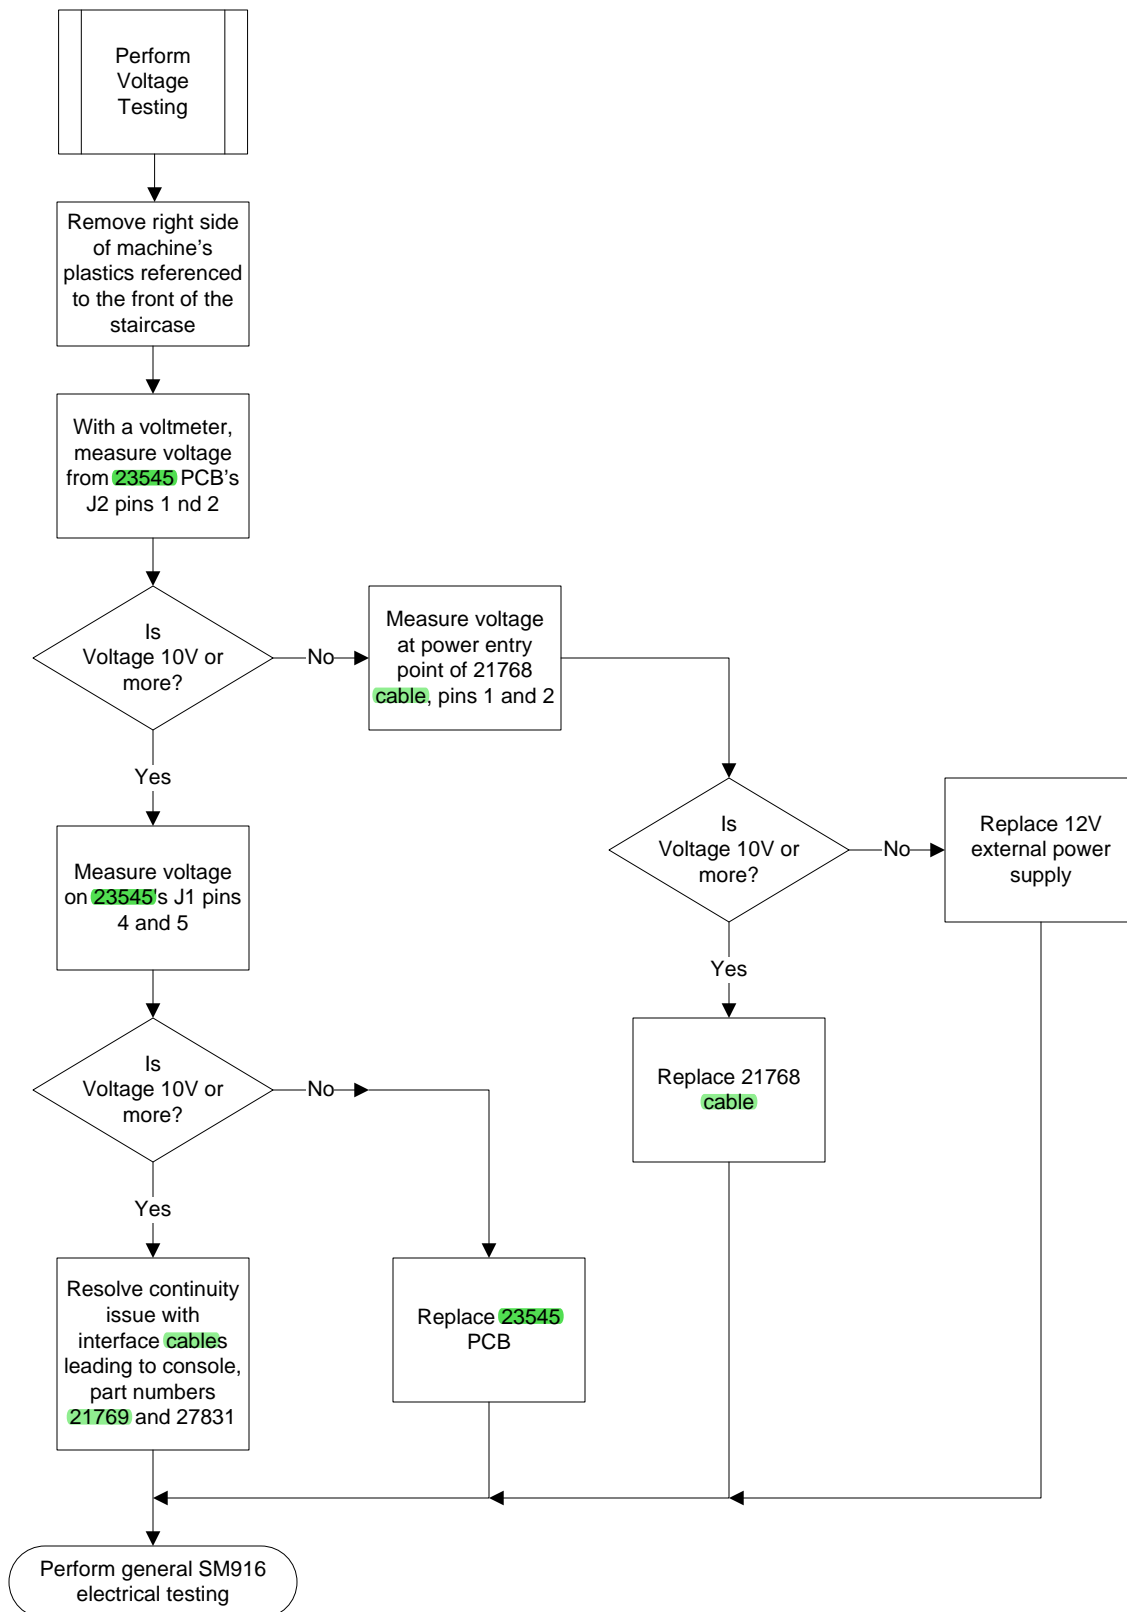 Perform
Voltage
Testing
Remove right side
of machine's
plastics referenced
to the front of the
staircase
With a voltmeter,
measure voltage
from 23545 PCB's
J2 pins 1 nd 2
Is
Voltage 10V or
more?
No
Measure voltage
at power entry
point of 21768
cable, pins 1 and 2
Yes
Is
Voltage 10V or
more?
No
Replace 12V
external power
supply
Measure voltage
on 23545's J1 pins
4 and 5
Yes
Replace 21768
cable
Is
Voltage 10V or
more?
No
Yes
Resolve continuity
issue with
interface cables
leading to console,
part numbers
21769 and 27831
Replace 23545
PCB
Perform general SM916
electrical testing